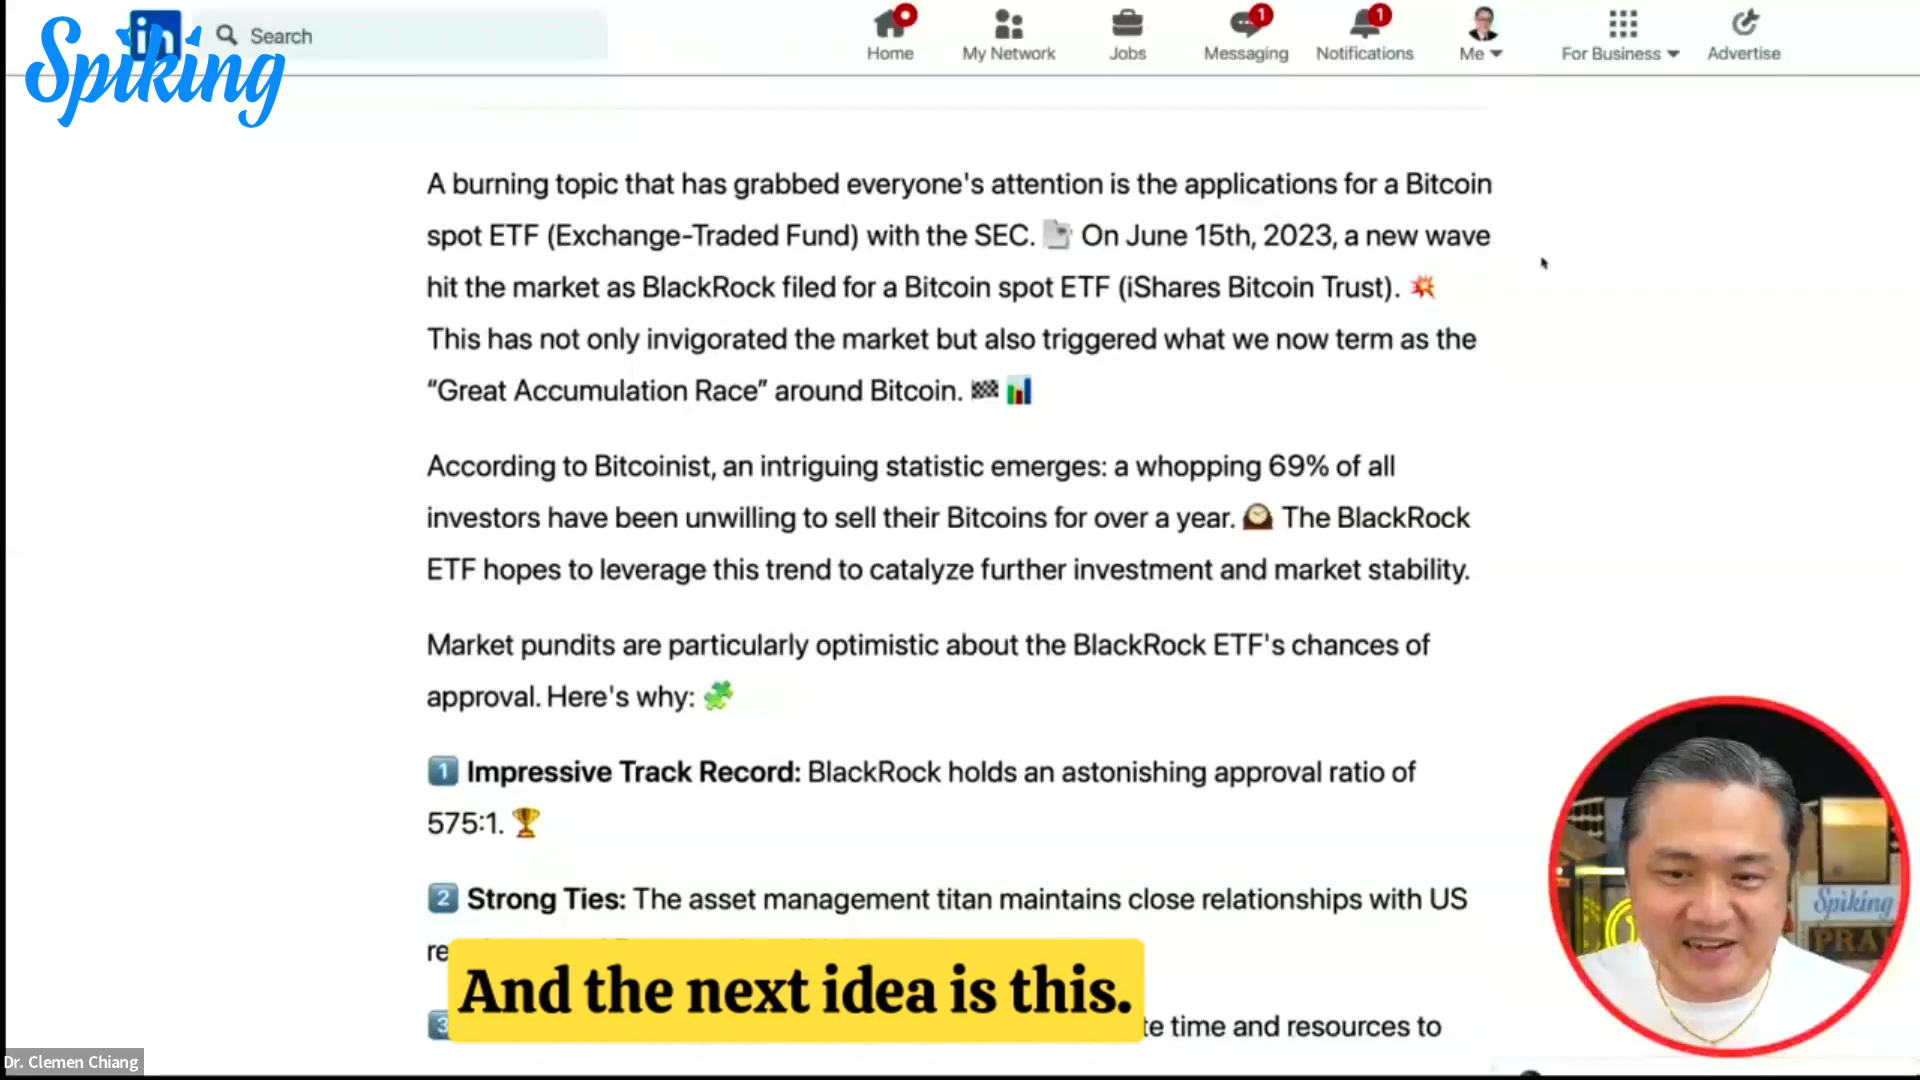 Spiking
in
Search
Home
My Network
Jobs
1
Messaging
1
Notifications
Me
For Business
Advertise
A burning topic that has grabbed everyone's attention is the applications for a Bitcoin
spot ETF (Exchange-Traded Fund) with the SEC. On June 15th, 2023, a new wave
hit the market as BlackRock filed for a Bitcoin spot ETF (iShares Bitcoin Trust).
This has not only invigorated the market but also triggered what we now term as the
“Great Accumulation Race” around Bitcoin.
According to Bitcoinist, an intriguing statistic emerges: a whopping 69% of all
investors have been unwilling to sell their Bitcoins for over a year. The BlackRock
ETF hopes to leverage this trend to catalyze further investment and market stability.
Market pundits are particularly optimistic about the BlackRock ETF's chances of
approval. Here's why:
1 Impressive Track Record: BlackRock holds an astonishing approval ratio of
575:1.
2 Strong Ties: The asset management titan maintains close relationships with US
And the next idea is this.
3 time and resources to
Spiking
PRAY
Dr. Clemen Chiang